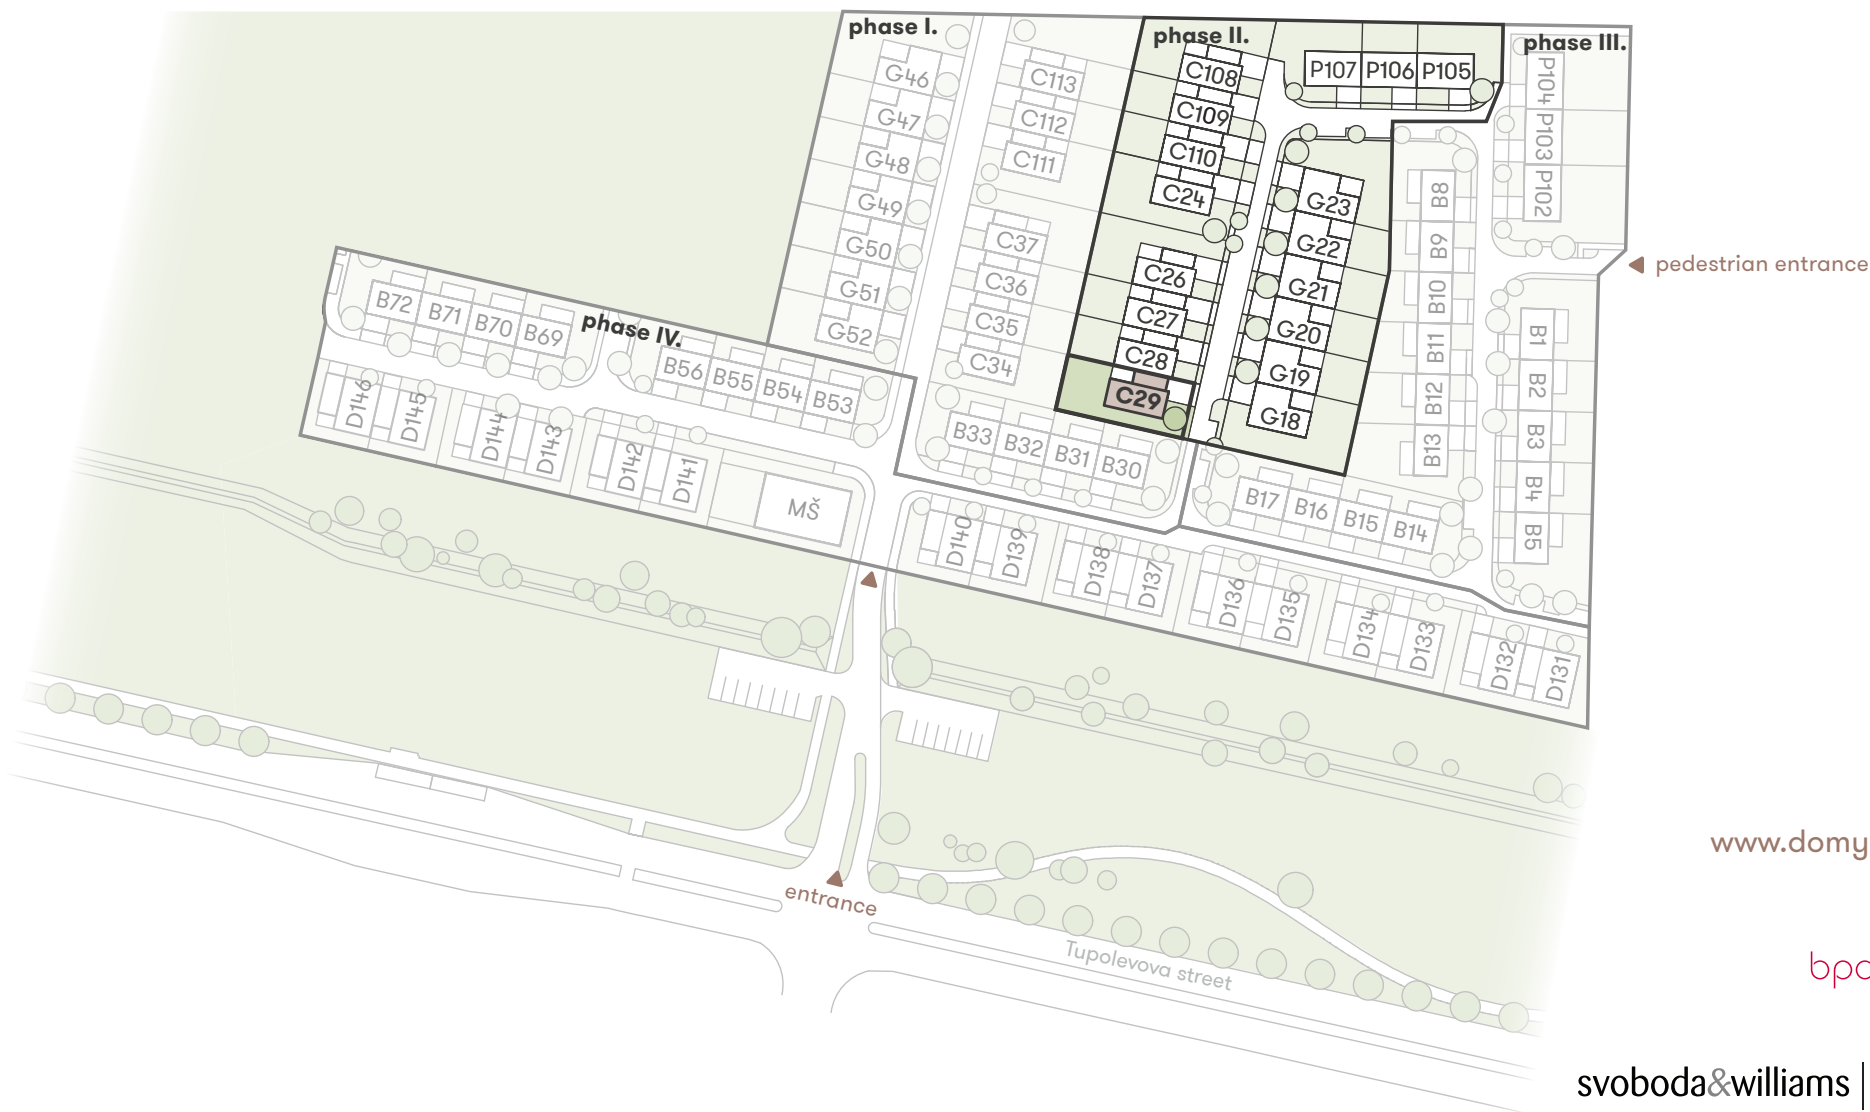 phase I.
phase II.
phase III.
G46
G47
G48
G49
G50
G51
G52
C113
C112
C111
C37
C36
C35
C34
C108
C109
C110
C24
C26
C27
C28
C29
P107
P106
P105
G23
G22
G21
G20
G19
G18
P104
P103
P102
B8
B9
B10
B11
B12
B13
B1
B2
B3
B4
B5
pedestrian entrance
B72
B71
B70
B69
phase IV.
B56
B55
B54
B53
D146
D145
D144
D143
D142
D141
MŠ
B33
B32
B31
B30
B17
B16
B15
B14
D140
D139
D138
D137
D136
D135
D134
D133
D132
D131
www.domy
entrance
Tupolevova street
svoboda&williams